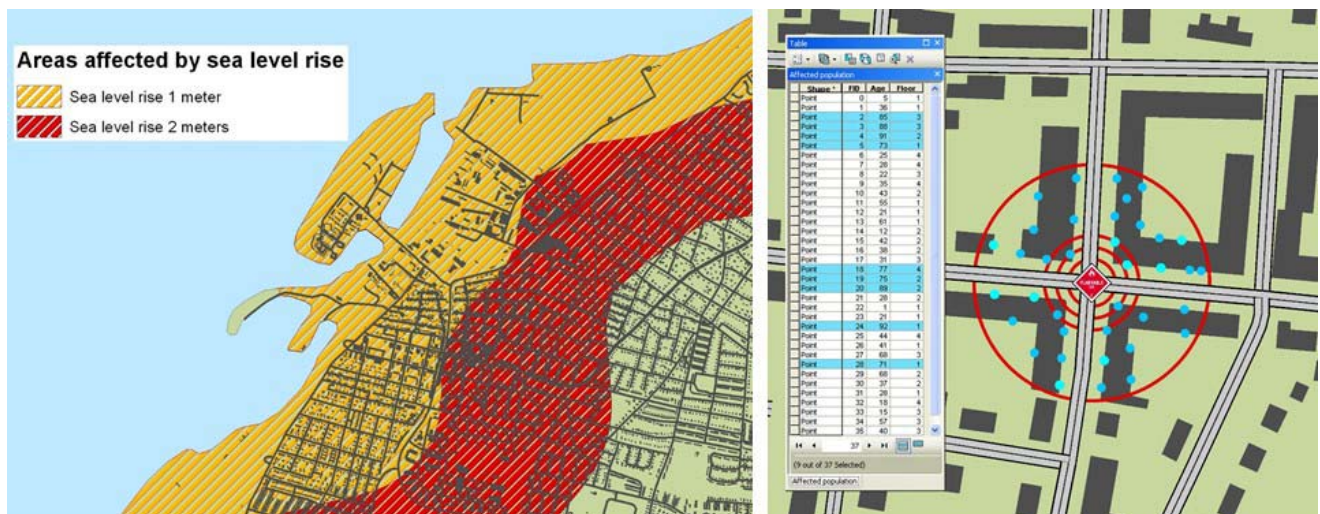 Areas affected by sea level rise
Sea level rise 1 meter
Sea level rise 2 meters
Table
Affected population
Shape * FID Age Floor
Point 0 5 1
Point 1 36 1
Point 2 85 3
Point 3 88 3
Point 4 91 2
Point 5 73 1
Point 6 25 4
Point 7 28 4
Point 8 22 3
Point 9 35 4
Point 10 43 2
Point 11 55 1
Point 12 21 1
Point 13 61 1
Point 14 12 2
Point 15 42 2
Point 16 38 2
Point 17 31 3
Point 18 77 4
Point 19 75 2
Point 20 89 2
Point 21 28 2
Point 22 1 1
Point 23 21 1
Point 24 92 1
Point 25 44 4
Point 26 41 1
Point 27 68 3
Point 28 71 1
Point 29 68 2
Point 30 37 2
Point 31 28 1
Point 32 18 4
Point 33 15 3
Point 34 57 3
Point 35 40 3
37
(9 out of 37 Selected)
Affected population